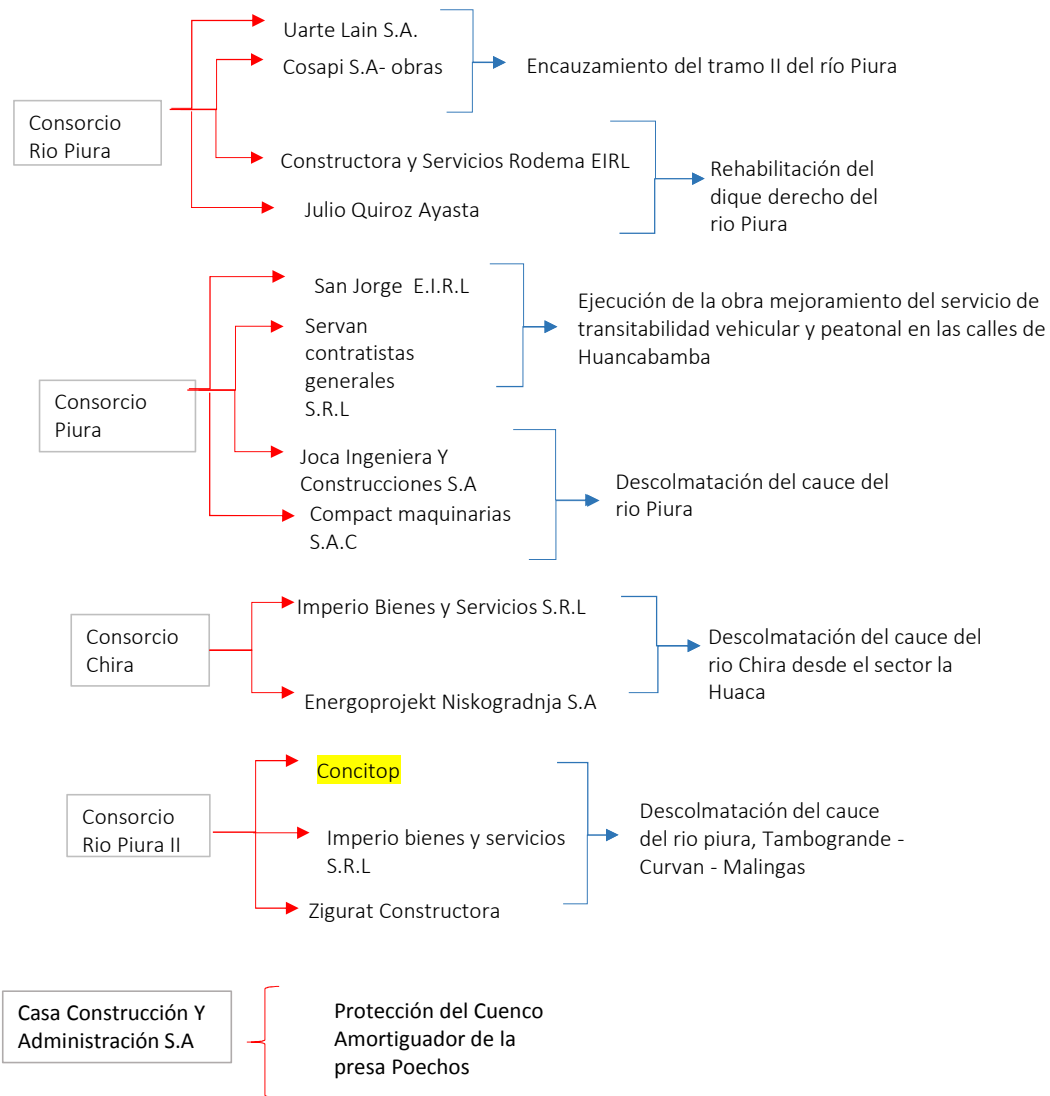 Uarte Lain S.A.
Cosapi S.A- obras
Encauzamiento del tramo II del río Piura
Consorcio
Rio Piura
Constructora y Servicios Rodema EIRL
Julio Quiroz Ayasta
Rehabilitación del
dique derecho del
rio Piura
San Jorge E.I.R.L
Servan
contratistas
generales
S.R.L
Ejecución de la obra mejoramiento del servicio de
transitabilidad vehicular y peatonal en las calles de
Huancabamba
Consorcio
Piura
Joca Ingeniera Y
Construcciones S.A
Compact maquinarias
S.A.C
Descolmatación del cauce del
rio Piura
Imperio Bienes y Servicios S.R.L
Consorcio
Chira
Energoprojekt Niskogradnja S.A
Descolmatación del cauce del
rio Chira desde el sector la
Huaca
Concitop
Consorcio
Rio Piura II
Imperio bienes y servicios
S.R.L
Zigurat Constructora
Descolmatación del cauce
del rio piura, Tambogrande -
Curvan - Malingas
Casa Construcción Y
Administración S.A
Protección del Cuenco
Amortiguador de la
presa Poechos